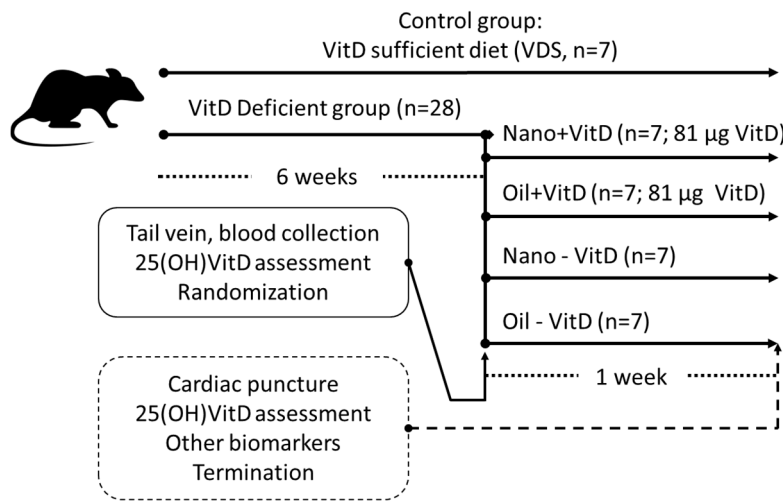 Control group:
VitD sufficient diet (VDS, n=7)
VitD Deficient group (n=28)
Nano+VitD (n=7; 81 µg VitD)
6 weeks
Oil+VitD (n=7; 81 µg VitD)
Tail vein, blood collection
25(OH)VitD assessment
Randomization
Nano - VitD (n=7)
Oil - VitD (n=7)
1 week
Cardiac puncture
25(OH)VitD assessment
Other biomarkers
Termination